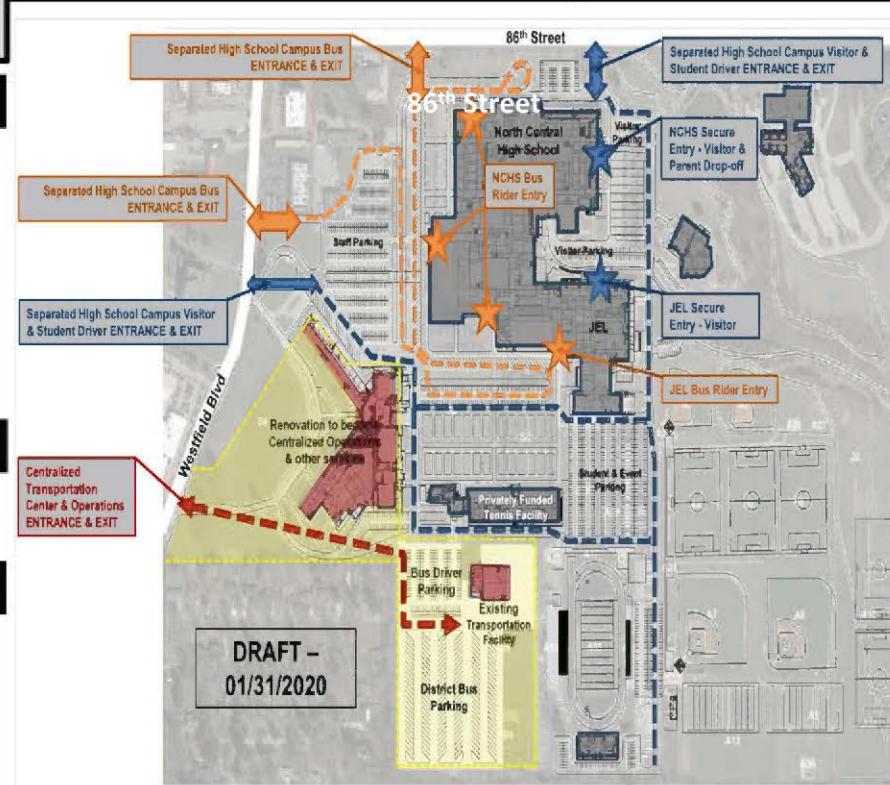 86th Street
Separated High School Campus Bus
ENTRANCE & EXIT
Separated High School Campus Visitor &
Student Driver ENTRANCE & EXIT
86th Street
North Central
High School
Visitor
Parking
NCHS Secure
Entry - Visitor &
Parent Drop-off
NCHS Bus
Rider Entry
Separated High School Campus Bus
ENTRANCE & EXIT
Staff Parking
Visitor Parking
Separated High School Campus Visitor
& Student Driver ENTRANCE & EXIT
JEL Secure
Entry - Visitor
JEL
JEL Bus Rider Entry
Westfield Blvd
Renovation to become
Centralized Operations
& other services
Centralized
Transportation
Center & Operations
ENTRANCE & EXIT
Student & Event
Parking
Privately Funded
Tennis Facility
Bus Driver
Parking
Existing
Transportation
Facility
DRAFT –
01/31/2020
District Bus
Parking